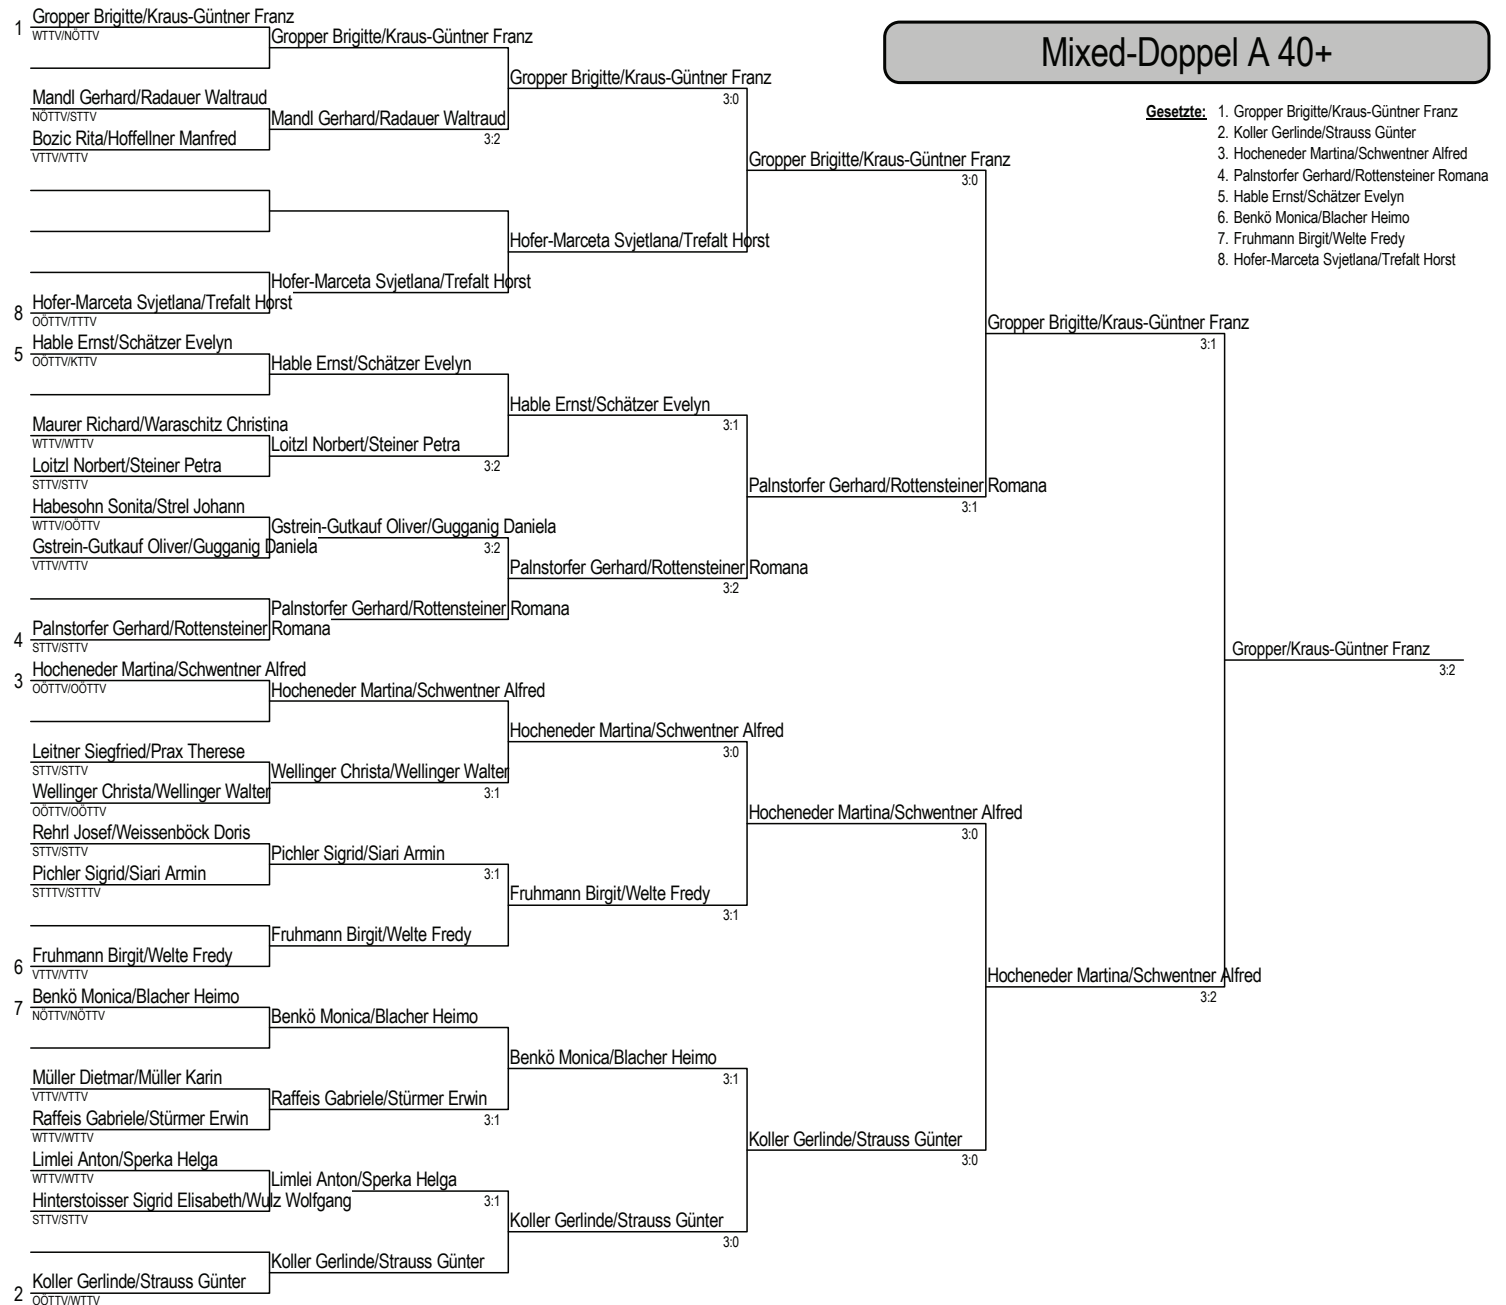 Mixed-Doppel A 40+
Gesetzte: 1. Gropper Brigitte/Kraus-Güntner Franz
2. Koller Gerlinde/Strauss Günter
3. Hocheneder Martina/Schwentner Alfred
4. Palnstorfer Gerhard/Rottensteiner Romana
5. Hable Ernst/Schätzer Evelyn
6. Benkö Monica/Blacher Heimo
7. Fruhmann Birgit/Welte Fredy
8. Hofer-Marceta Svjetlana/Trefalt Horst
1 Gropper Brigitte/Kraus-Güntner Franz
WTTV/NÖTTV
Mandl Gerhard/Radauer Waltraud
NÖTTV/STTV
Bozic Rita/Hoffellner Manfred
VTTV/VTTV
8 Hofer-Marceta Svjetlana/Trefalt Horst
OÖTTV/TTTV
5 Hable Ernst/Schätzer Evelyn
OÖTTV/KTTV
Maurer Richard/Waraschitz Christina
WTTV/WTTV
Loitzl Norbert/Steiner Petra
STTV/STTV
Habesohn Sonita/Strel Johann
WTTV/OÖTTV
Gstrein-Gutkauf Oliver/Gugganig Daniela
VTTV/VTTV
4 Palnstorfer Gerhard/Rottensteiner Romana
STTV/STTV
3 Hocheneder Martina/Schwentner Alfred
OÖTTV/OÖTTV
Leitner Siegfried/Prax Therese
STTV/STTV
Wellinger Christa/Wellinger Walter
OÖTTV/OÖTTV
Rehrl Josef/Weissenböck Doris
STTV/STTV
Pichler Sigrid/Siari Armin
STTTV/STTTV
6 Fruhmann Birgit/Welte Fredy
VTTV/VTTV
7 Benkö Monica/Blacher Heimo
NÖTTV/NÖTTV
Müller Dietmar/Müller Karin
VTTV/VTTV
Raffeis Gabriele/Stürmer Erwin
WTTV/WTTV
Limlei Anton/Sperka Helga
WTTV/WTTV
Hinterstoisser Sigrid Elisabeth/Wulz Wolfgang
STTV/STTV
2 Koller Gerlinde/Strauss Günter
OÖTTV/WTTV
Gropper Brigitte/Kraus-Güntner Franz
Mandl Gerhard/Radauer Waltraud
3:2
Hofer-Marceta Svjetlana/Trefalt Horst
Hable Ernst/Schätzer Evelyn
Loitzl Norbert/Steiner Petra
3:2
Gstrein-Gutkauf Oliver/Gugganig Daniela
3:2
Palnstorfer Gerhard/Rottensteiner Romana
Hocheneder Martina/Schwentner Alfred
Wellinger Christa/Wellinger Walter
3:1
Pichler Sigrid/Siari Armin
3:1
Fruhmann Birgit/Welte Fredy
Benkö Monica/Blacher Heimo
Raffeis Gabriele/Stürmer Erwin
3:1
Limlei Anton/Sperka Helga
3:1
Koller Gerlinde/Strauss Günter
Gropper Brigitte/Kraus-Güntner Franz
3:0
Hofer-Marceta Svjetlana/Trefalt Horst
Hable Ernst/Schätzer Evelyn
3:1
Palnstorfer Gerhard/Rottensteiner Romana
3:2
Hocheneder Martina/Schwentner Alfred
3:0
Fruhmann Birgit/Welte Fredy
3:1
Benkö Monica/Blacher Heimo
3:1
Koller Gerlinde/Strauss Günter
3:0
Gropper Brigitte/Kraus-Güntner Franz
3:0
Palnstorfer Gerhard/Rottensteiner Romana
3:1
Hocheneder Martina/Schwentner Alfred
3:0
Koller Gerlinde/Strauss Günter
3:0
Gropper Brigitte/Kraus-Güntner Franz
3:1
Hocheneder Martina/Schwentner Alfred
3:2
Gropper/Kraus-Güntner Franz
3:2